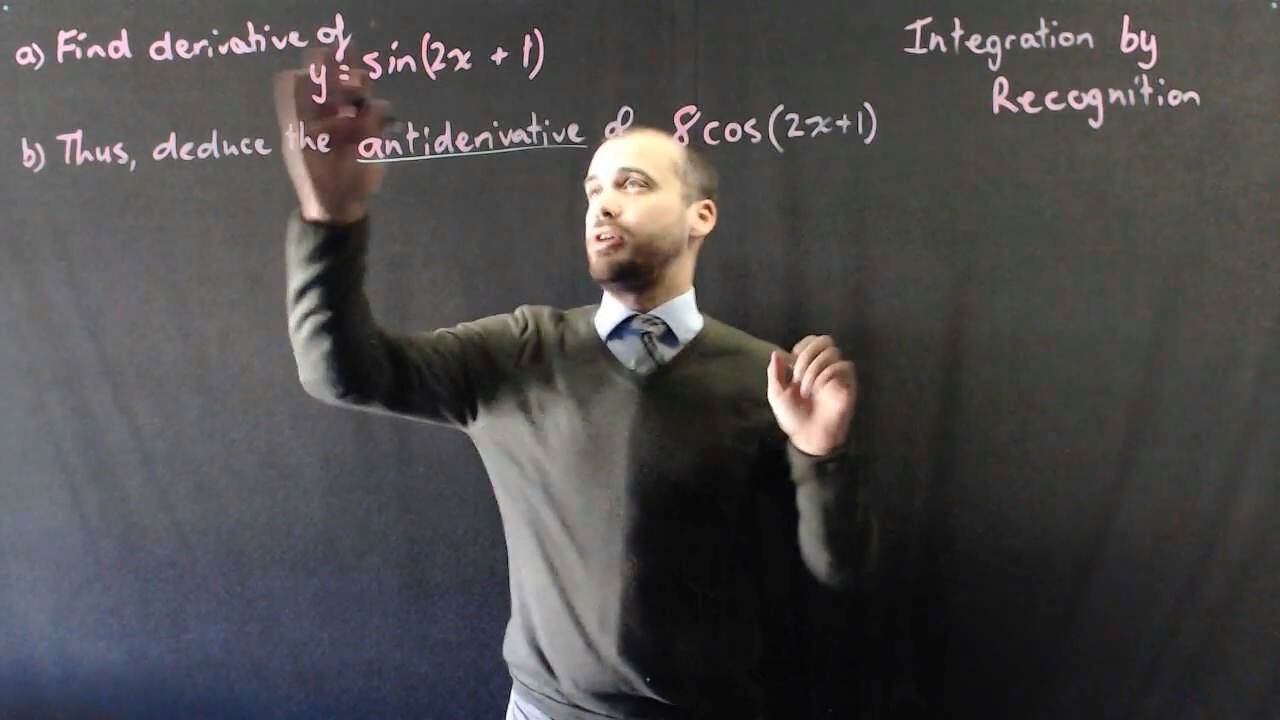 a) Find derivative of
y = sin(2x + 1)
b) Thus, deduce the antiderivative of 8cos(2x+1)
Integration by
Recognition